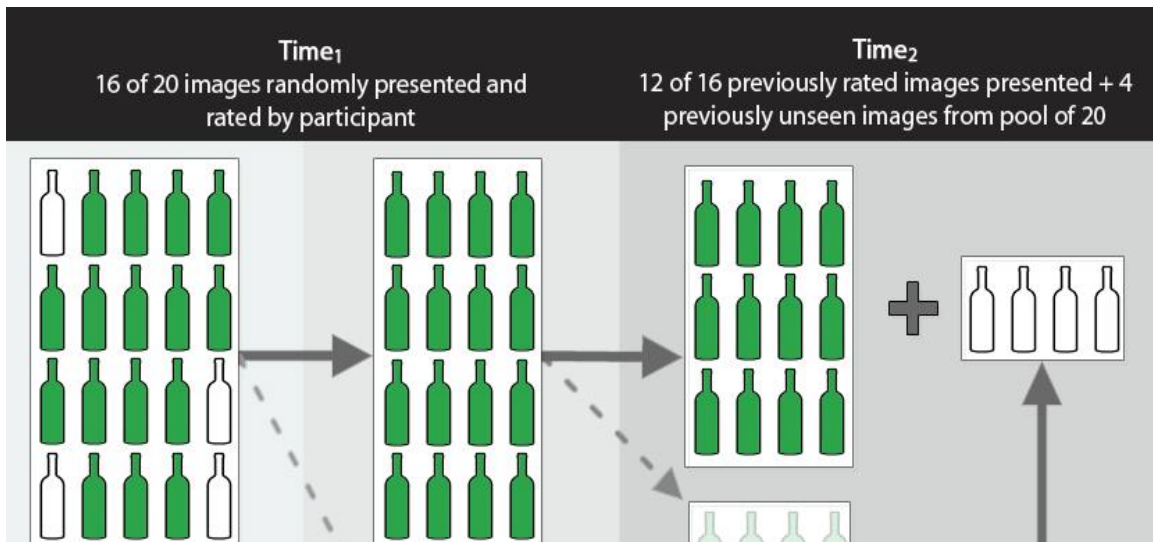 Time₁
16 of 20 images randomly presented and
rated by participant
Time₂
12 of 16 previously rated images presented + 4
previously unseen images from pool of 20